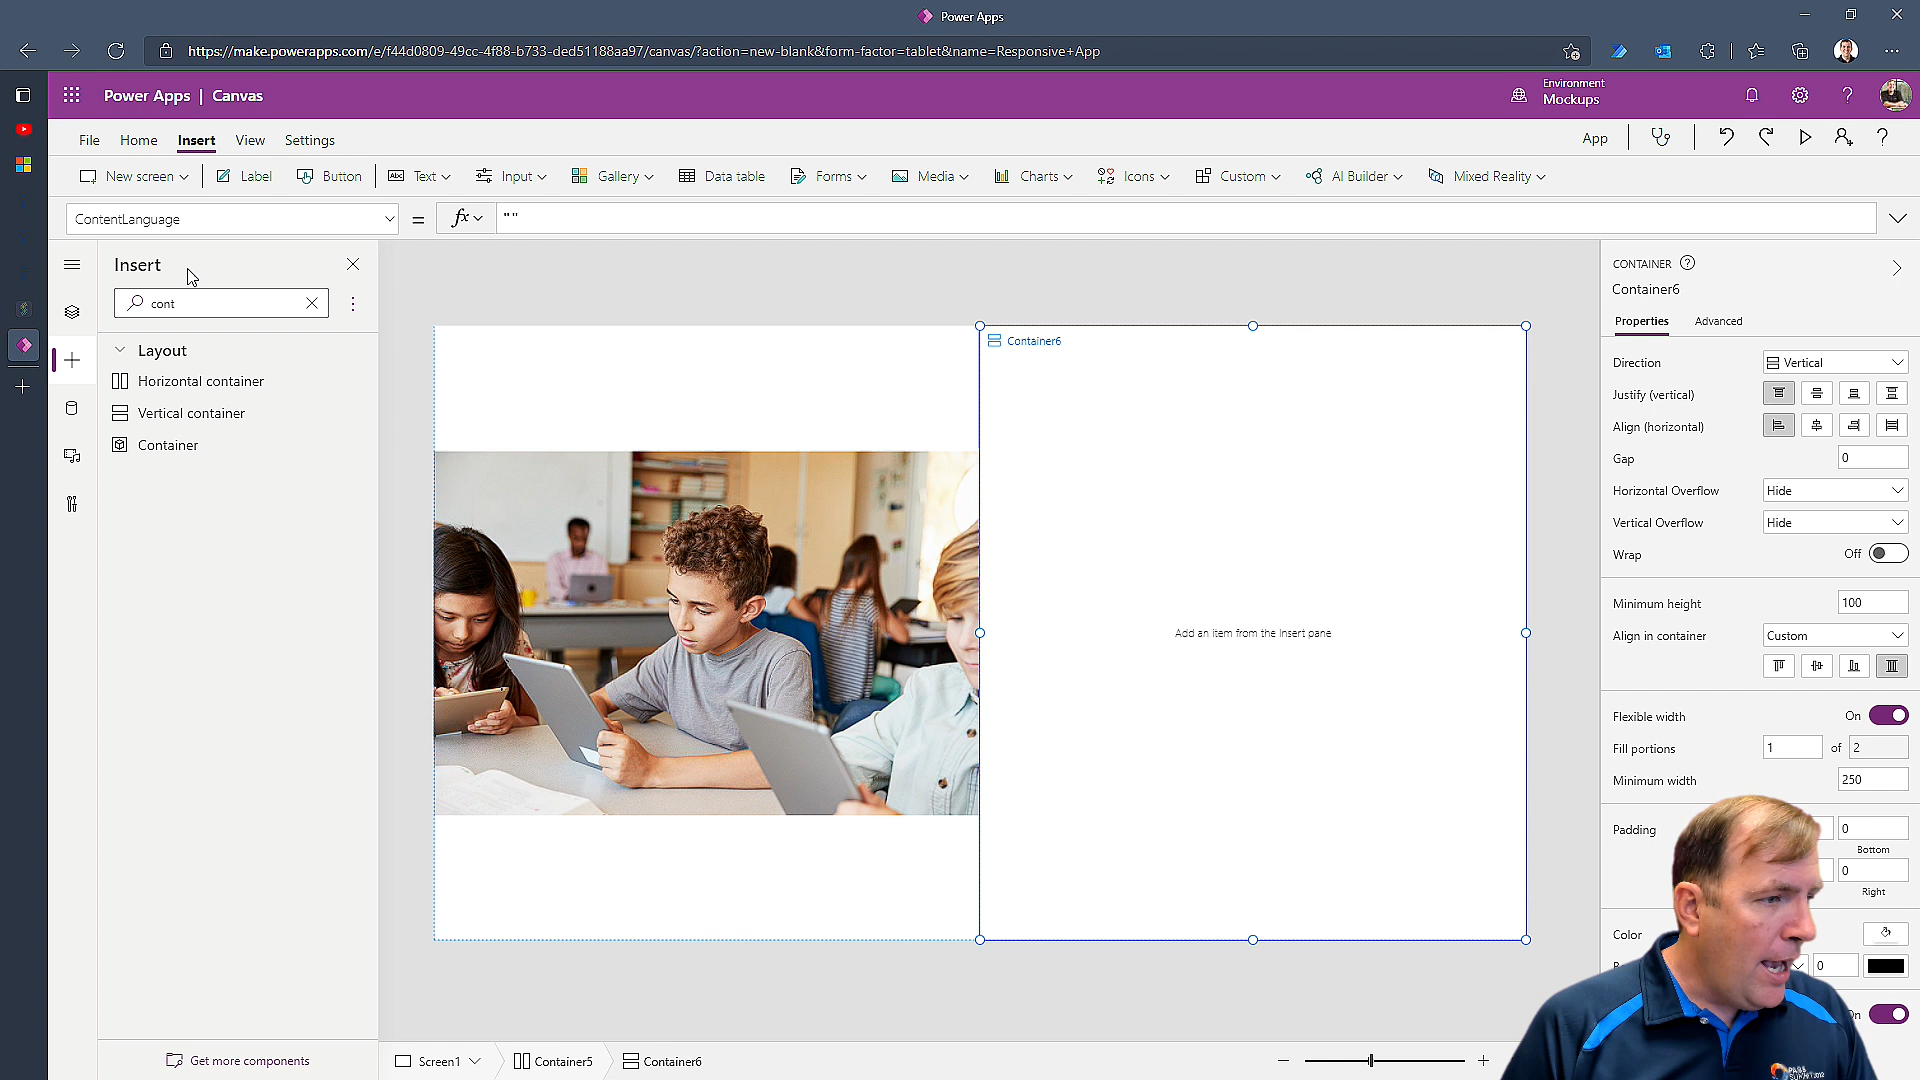 Power Apps
https://make.powerapps.com/e/f44d0809-49cc-4f88-b733-ded51188aa97/canvas/?action=new-blank&form-factor=tablet&name=Responsive+App
Power Apps | Canvas
Environment
Mockups
File Home Insert View Settings
App
New screen Label Button Text Input Gallery Data table Forms Media Charts Icons Custom AI Builder Mixed Reality
ContentLanguage = fx ""
Insert
cont
Layout
Horizontal container
Vertical container
Container
Get more components
Container6
Add an item from the Insert pane
Screen1 Container5 Container6
CONTAINER
Container6
Properties Advanced
Direction Vertical
Justify (vertical)
Align (horizontal)
Gap 0
Horizontal Overflow Hide
Vertical Overflow Hide
Wrap Off
Minimum height 100
Align in container Custom
Flexible width On
Fill portions 1 of 2
Minimum width 250
Padding 0
Bottom
0
Right
Color
0
On
PASS